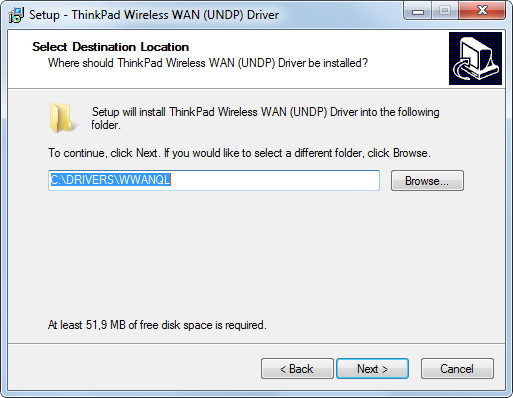 Setup - ThinkPad Wireless WAN (UNDP) Driver
Select Destination Location
Where should ThinkPad Wireless WAN (UNDP) Driver be installed?
Setup will install ThinkPad Wireless WAN (UNDP) Driver into the following
folder.
To continue, click Next. If you would like to select a different folder, click Browse.
C:\DRIVERS\WWANQL
Browse...
At least 51,9 MB of free disk space is required.
< Back
Next >
Cancel